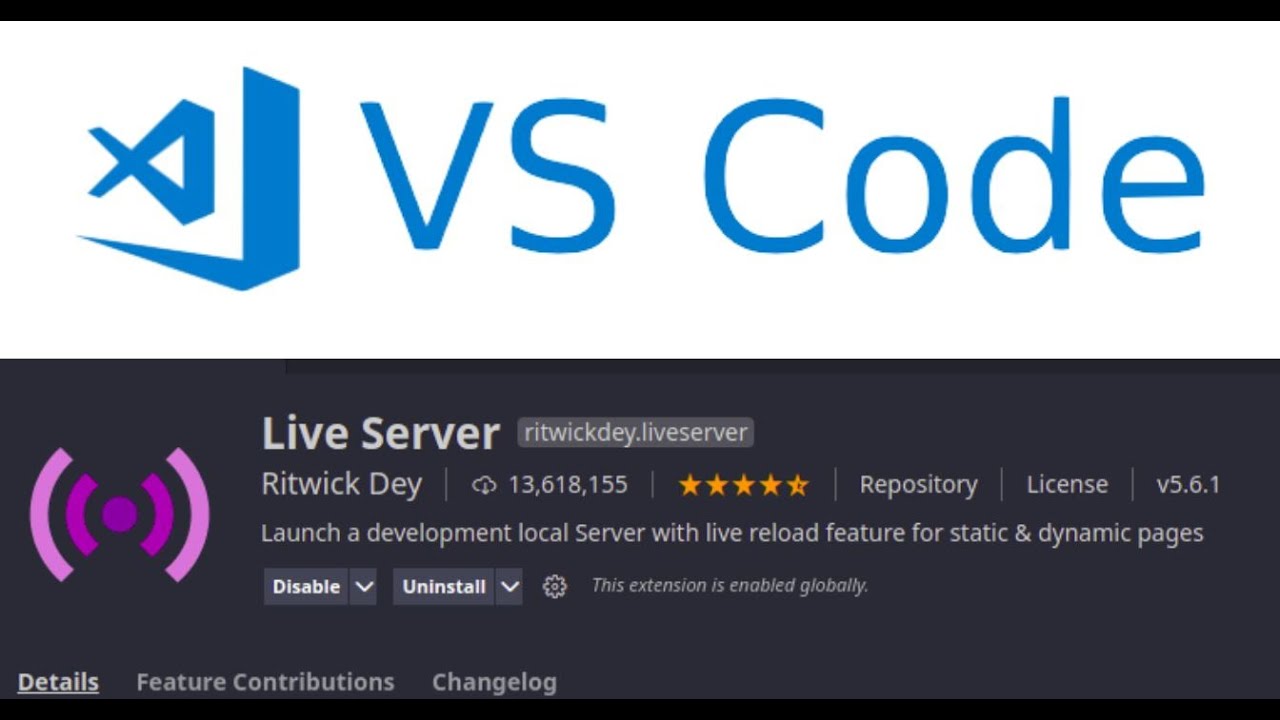 VS Code
Live Server ritwickdey.liveserver
Ritwick Dey 13,618,155 Repository License v5.6.1
Launch a development local Server with live reload feature for static & dynamic pages
Disable Uninstall This extension is enabled globally.
Details Feature Contributions Changelog